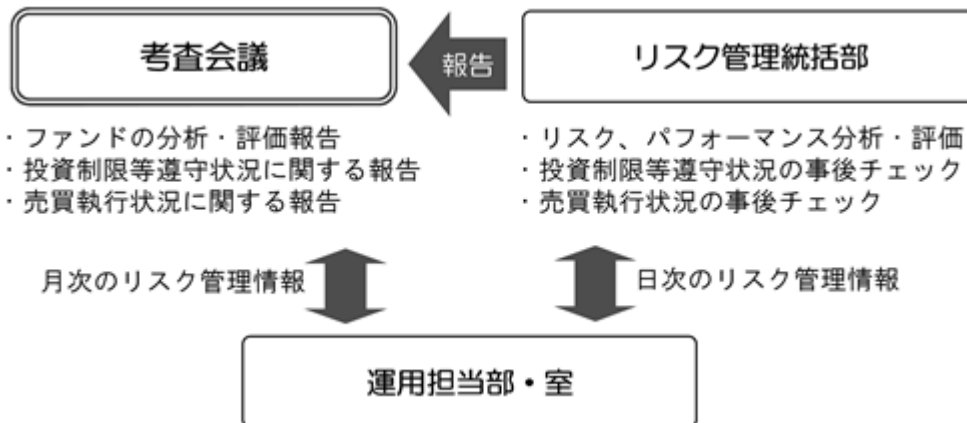 考査会議
報告
リスク管理統括部
・ファンドの分析・評価報告
・投資制限等遵守状況に関する報告
・売買執行状況に関する報告
・リスク、パフォーマンス分析・評価
・投資制限等遵守状況の事後チェック
・売買執行状況の事後チェック
月次のリスク管理情報
日次のリスク管理情報
運用担当部・室